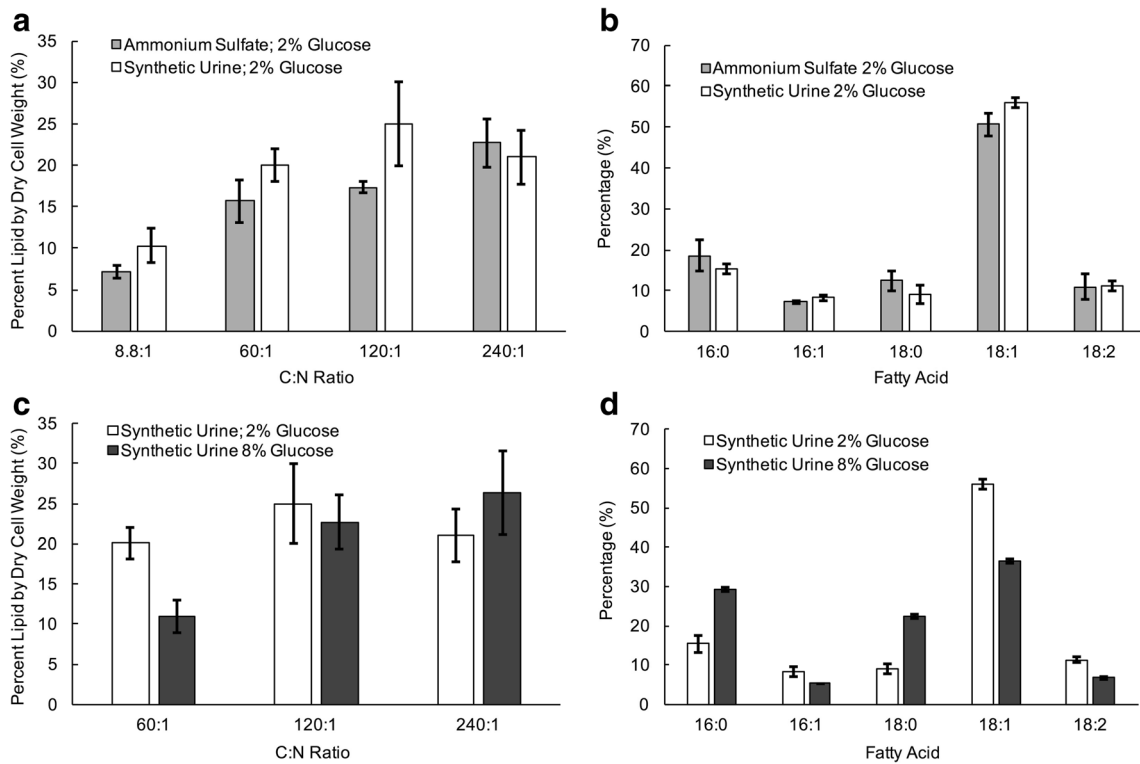 a
Percent Lipid by Dry Cell Weight (%)
35
30
25
20
15
10
5
0
Ammonium Sulfate; 2% Glucose
Synthetic Urine; 2% Glucose
8.8:1 60:1 120:1 240:1
C:N Ratio
b
Percentage (%)
70
60
50
40
30
20
10
0
Ammonium Sulfate 2% Glucose
Synthetic Urine 2% Glucose
16:0 16:1 18:0 18:1 18:2
Fatty Acid
c
Percent Lipid by Dry Cell Weight (%)
35
30
25
20
15
10
5
0
Synthetic Urine; 2% Glucose
Synthetic Urine 8% Glucose
60:1 120:1 240:1
C:N Ratio
d
Percentage (%)
70
60
50
40
30
20
10
0
Synthetic Urine 2% Glucose
Synthetic Urine 8% Glucose
16:0 16:1 18:0 18:1 18:2
Fatty Acid